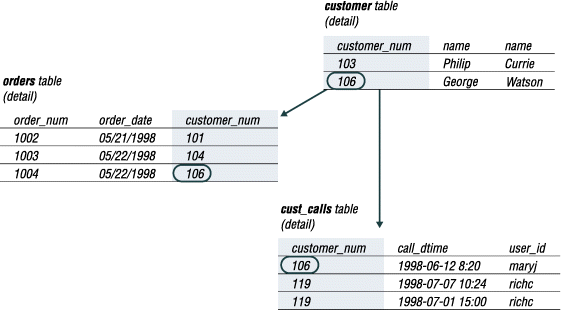 customer table
(detail)
customer_num name name
103 Philip Currie
106 George Watson
orders table
(detail)
order_num order_date customer_num
1002 05/21/1998 101
1003 05/22/1998 104
1004 05/22/1998 106
cust_calls table
(detail)
customer_num call_dtime user_id
106 1998-06-12 8:20 maryj
119 1998-07-07 10:24 richc
119 1998-07-01 15:00 richc